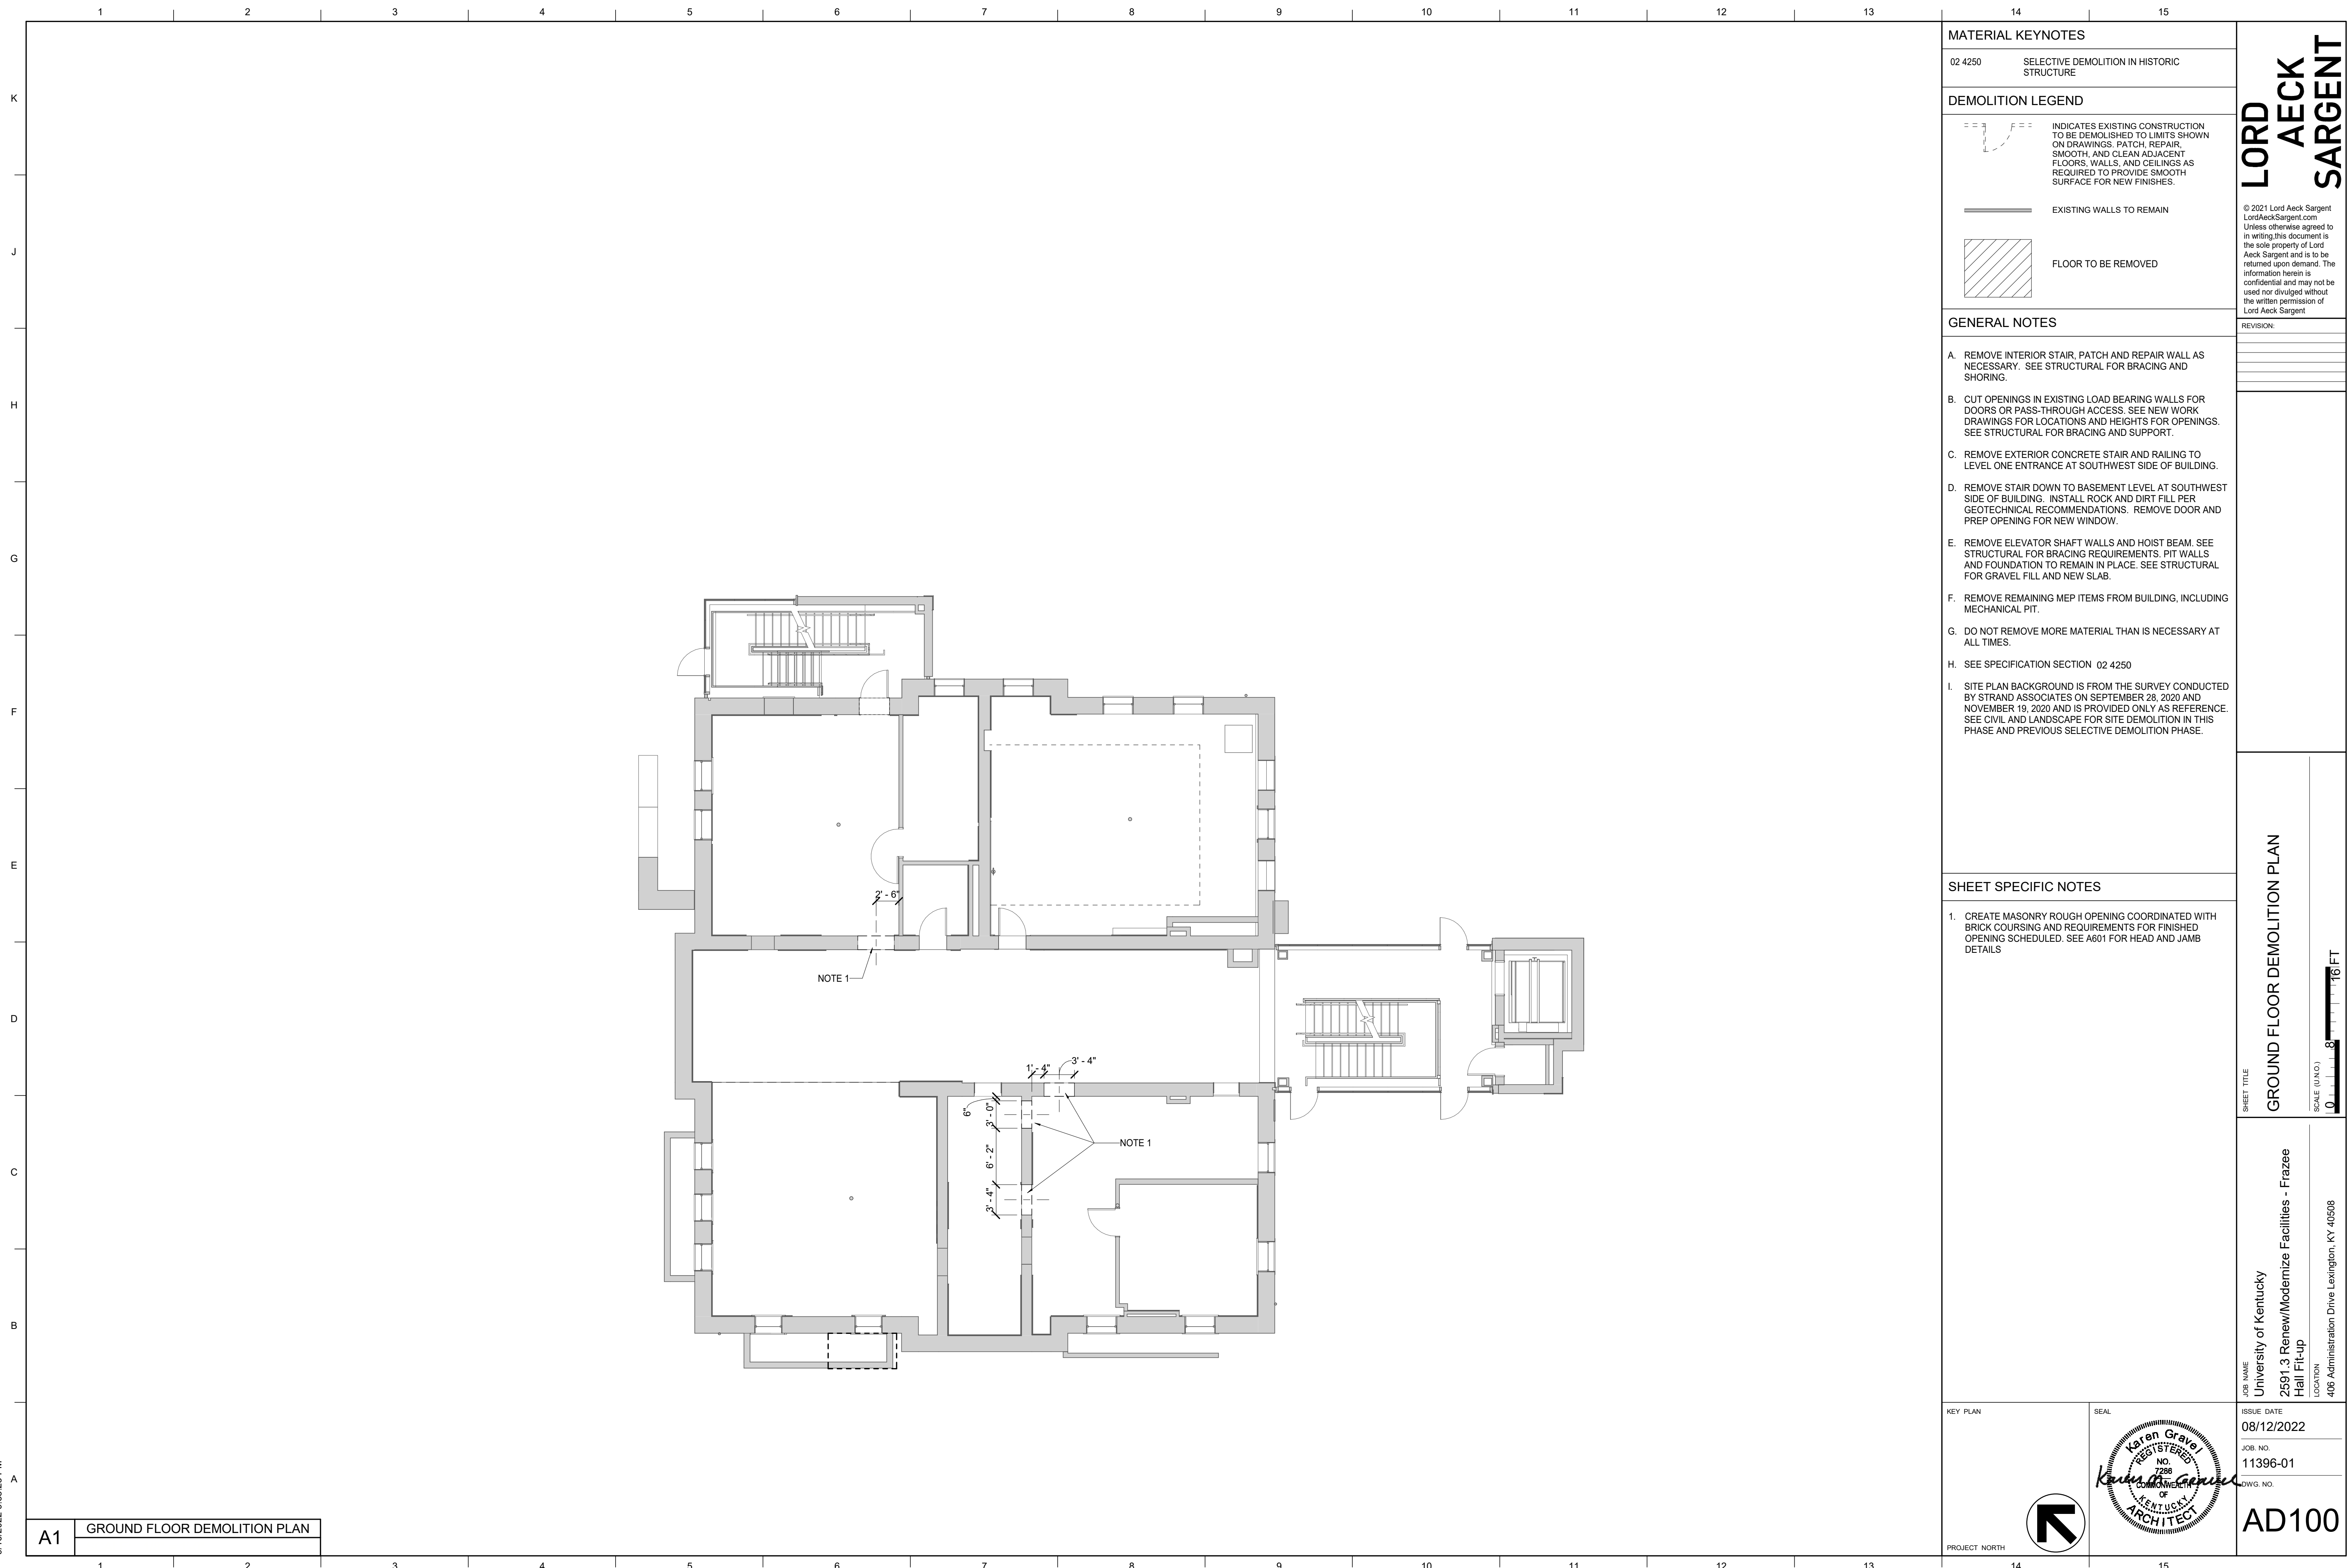 1 2 3 4 5 6 7 8 9 10 11 12 13 14 15
K
J
H
G
F
E
D
C
B
A
2' - 6"
NOTE 1
1' - 4"
3' - 4"
6"
3' - 0"
6' - 2"
3' - 4"
NOTE 1
A1
GROUND FLOOR DEMOLITION PLAN
1 2 3 4 5 6 7 8 9 10 11 12 13 14 15
MATERIAL KEYNOTES
02 4250 SELECTIVE DEMOLITION IN HISTORIC
STRUCTURE
DEMOLITION LEGEND
INDICATES EXISTING CONSTRUCTION
TO BE DEMOLISHED TO LIMITS SHOWN
ON DRAWINGS. PATCH, REPAIR,
SMOOTH, AND CLEAN ADJACENT
FLOORS, WALLS, AND CEILINGS AS
REQUIRED TO PROVIDE SMOOTH
SURFACE FOR NEW FINISHES.
EXISTING WALLS TO REMAIN
FLOOR TO BE REMOVED
GENERAL NOTES
A. REMOVE INTERIOR STAIR, PATCH AND REPAIR WALL AS
NECESSARY. SEE STRUCTURAL FOR BRACING AND
SHORING.
B. CUT OPENINGS IN EXISTING LOAD BEARING WALLS FOR
DOORS OR PASS-THROUGH ACCESS. SEE NEW WORK
DRAWINGS FOR LOCATIONS AND HEIGHTS FOR OPENINGS.
SEE STRUCTURAL FOR BRACING AND SUPPORT.
C. REMOVE EXTERIOR CONCRETE STAIR AND RAILING TO
LEVEL ONE ENTRANCE AT SOUTHWEST SIDE OF BUILDING.
D. REMOVE STAIR DOWN TO BASEMENT LEVEL AT SOUTHWEST
SIDE OF BUILDING. INSTALL ROCK AND DIRT FILL PER
GEOTECHNICAL RECOMMENDATIONS. REMOVE DOOR AND
PREP OPENING FOR NEW WINDOW.
E. REMOVE ELEVATOR SHAFT WALLS AND HOIST BEAM. SEE
STRUCTURAL FOR BRACING REQUIREMENTS. PIT WALLS
AND FOUNDATION TO REMAIN IN PLACE. SEE STRUCTURAL
FOR GRAVEL FILL AND NEW SLAB.
F. REMOVE REMAINING MEP ITEMS FROM BUILDING, INCLUDING
MECHANICAL PIT.
G. DO NOT REMOVE MORE MATERIAL THAN IS NECESSARY AT
ALL TIMES.
H. SEE SPECIFICATION SECTION 02 4250
I. SITE PLAN BACKGROUND IS FROM THE SURVEY CONDUCTED
BY STRAND ASSOCIATES ON SEPTEMBER 28, 2020 AND
NOVEMBER 19, 2020 AND IS PROVIDED ONLY AS REFERENCE.
SEE CIVIL AND LANDSCAPE FOR SITE DEMOLITION IN THIS
PHASE AND PREVIOUS SELECTIVE DEMOLITION PHASE.
SHEET SPECIFIC NOTES
1. CREATE MASONRY ROUGH OPENING COORDINATED WITH
BRICK COURSING AND REQUIREMENTS FOR FINISHED
OPENING SCHEDULED. SEE A601 FOR HEAD AND JAMB
DETAILS
KEY PLAN
PROJECT NORTH
SEAL
Karen Gravel
REGISTERED
NO.
7286
COMMONWEALTH
OF
KENTUCKY
ARCHITECT
LORD
AECK
SARGENT
© 2021 Lord Aeck Sargent
LordAeckSargent.com
Unless otherwise agreed to
in writing,this document is
the sole property of Lord
Aeck Sargent and is to be
returned upon demand. The
information herein is
confidential and may not be
used nor divulged without
the written permission of
Lord Aeck Sargent
REVISION:
SHEET TITLE
GROUND FLOOR DEMOLITION PLAN
SCALE (U.N.O.)
0 8 16 FT
JOB NAME
University of Kentucky
2591.3 Renew/Modernize Facilities - Frazee
Hall Fit-up
LOCATION
406 Administration Drive Lexington, KY 40508
ISSUE DATE
08/12/2022
JOB. NO.
11396-01
DWG. NO.
AD100